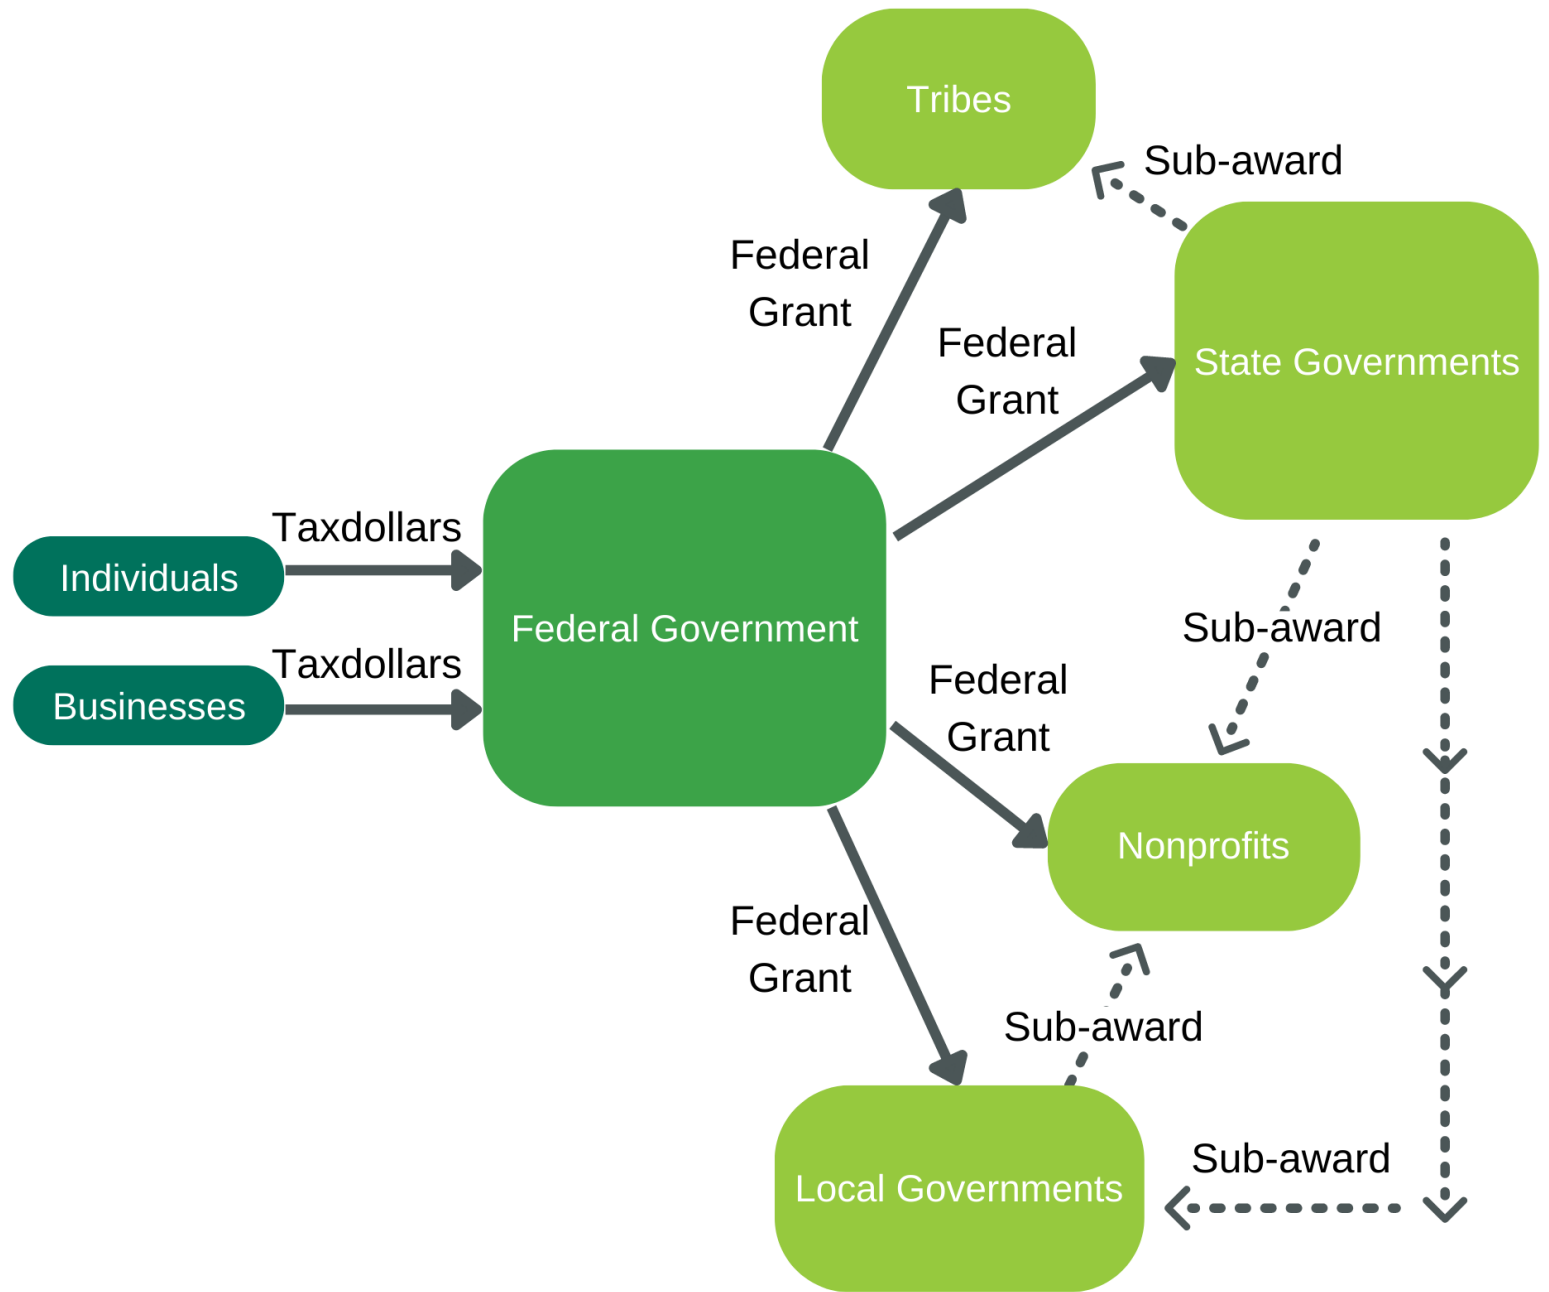 Tribes
Sub-award
Federal
Grant
Federal
Grant
State Governments
Taxdollars
Individuals
Federal Government
Sub-award
Taxdollars
Businesses
Federal
Grant
Nonprofits
Federal
Grant
Sub-award
Sub-award
Local Governments